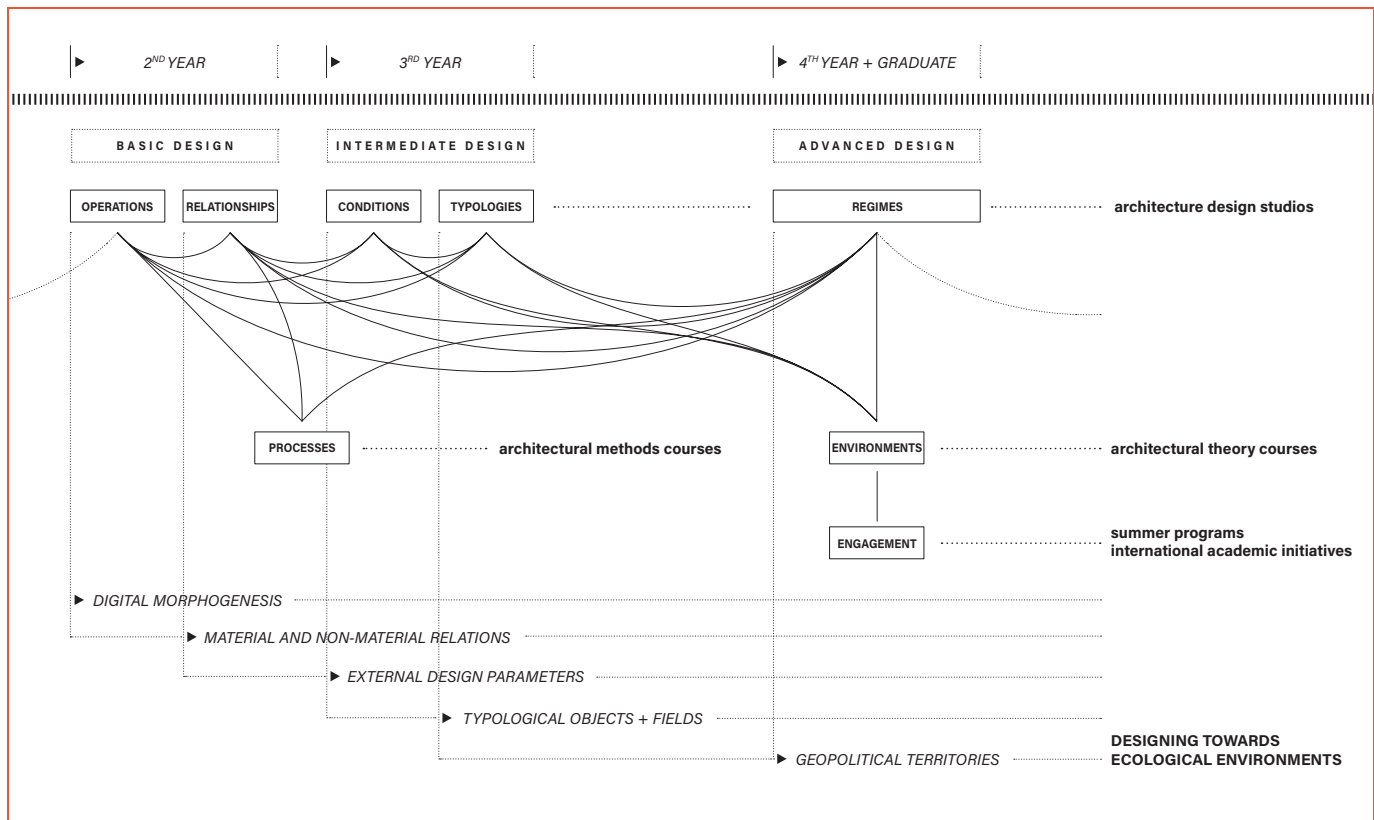 2ND YEAR
3RD YEAR
4TH YEAR + GRADUATE
BASIC DESIGN
INTERMEDIATE DESIGN
ADVANCED DESIGN
OPERATIONS
RELATIONSHIPS
CONDITIONS
TYPOLOGIES
REGIMES
architecture design studios
PROCESSES
architectural methods courses
ENVIRONMENTS
architectural theory courses
ENGAGEMENT
summer programs
international academic initiatives
DIGITAL MORPHOGENESIS
MATERIAL AND NON-MATERIAL RELATIONS
EXTERNAL DESIGN PARAMETERS
TYPOLOGICAL OBJECTS + FIELDS
GEOPOLITICAL TERRITORIES
DESIGNING TOWARDS
ECOLOGICAL ENVIRONMENTS